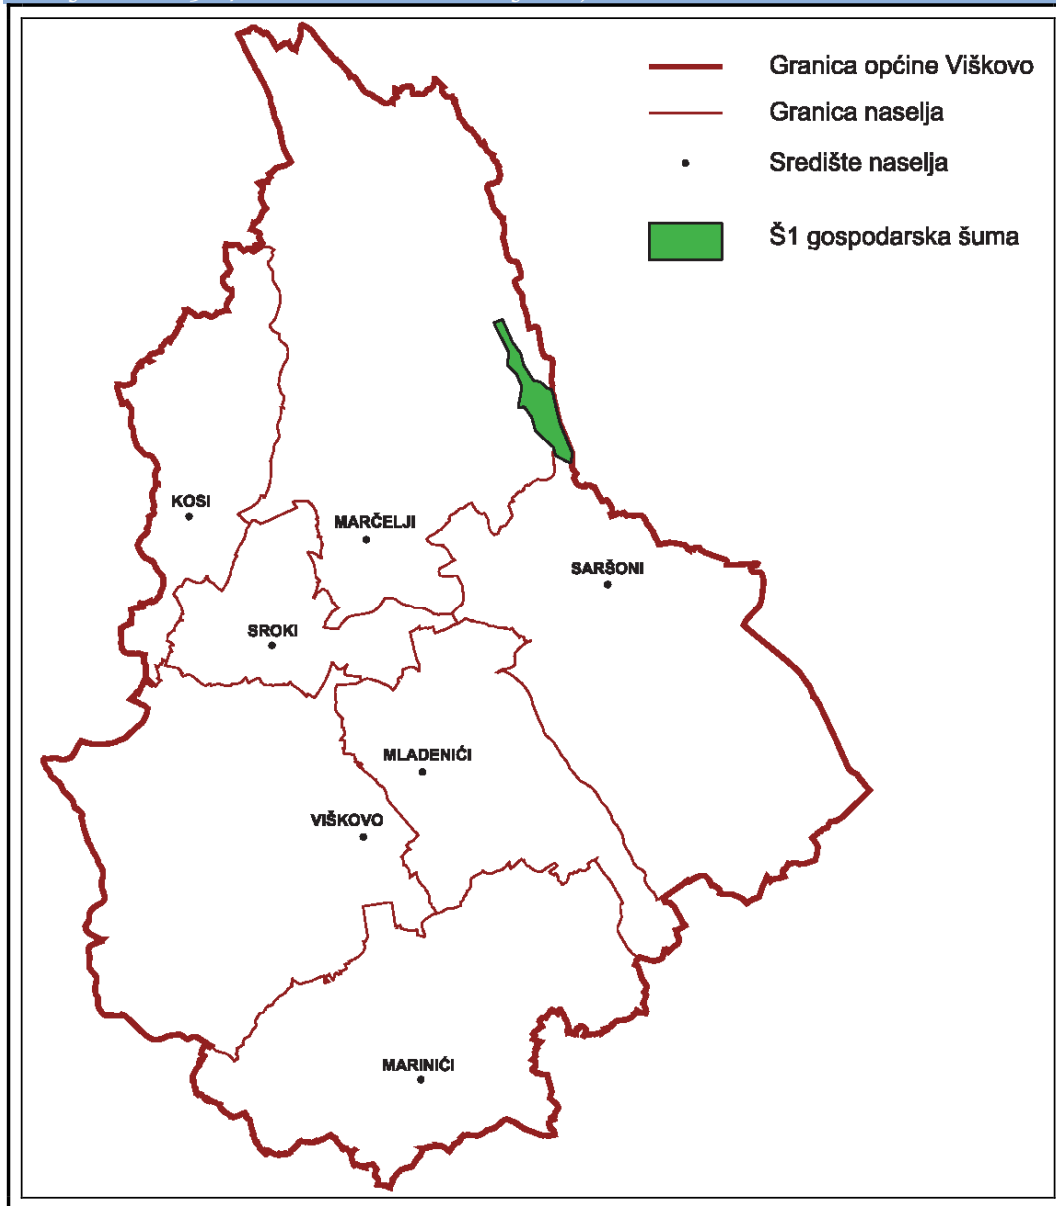 Granica općine Viškovo
Granica naselja
Središte naselja
Š1 gospodarska šuma
KOSI
MARČELJI
SARŠONI
SROKI
MLADENIĆI
VIŠKOVO
MARINIĆI